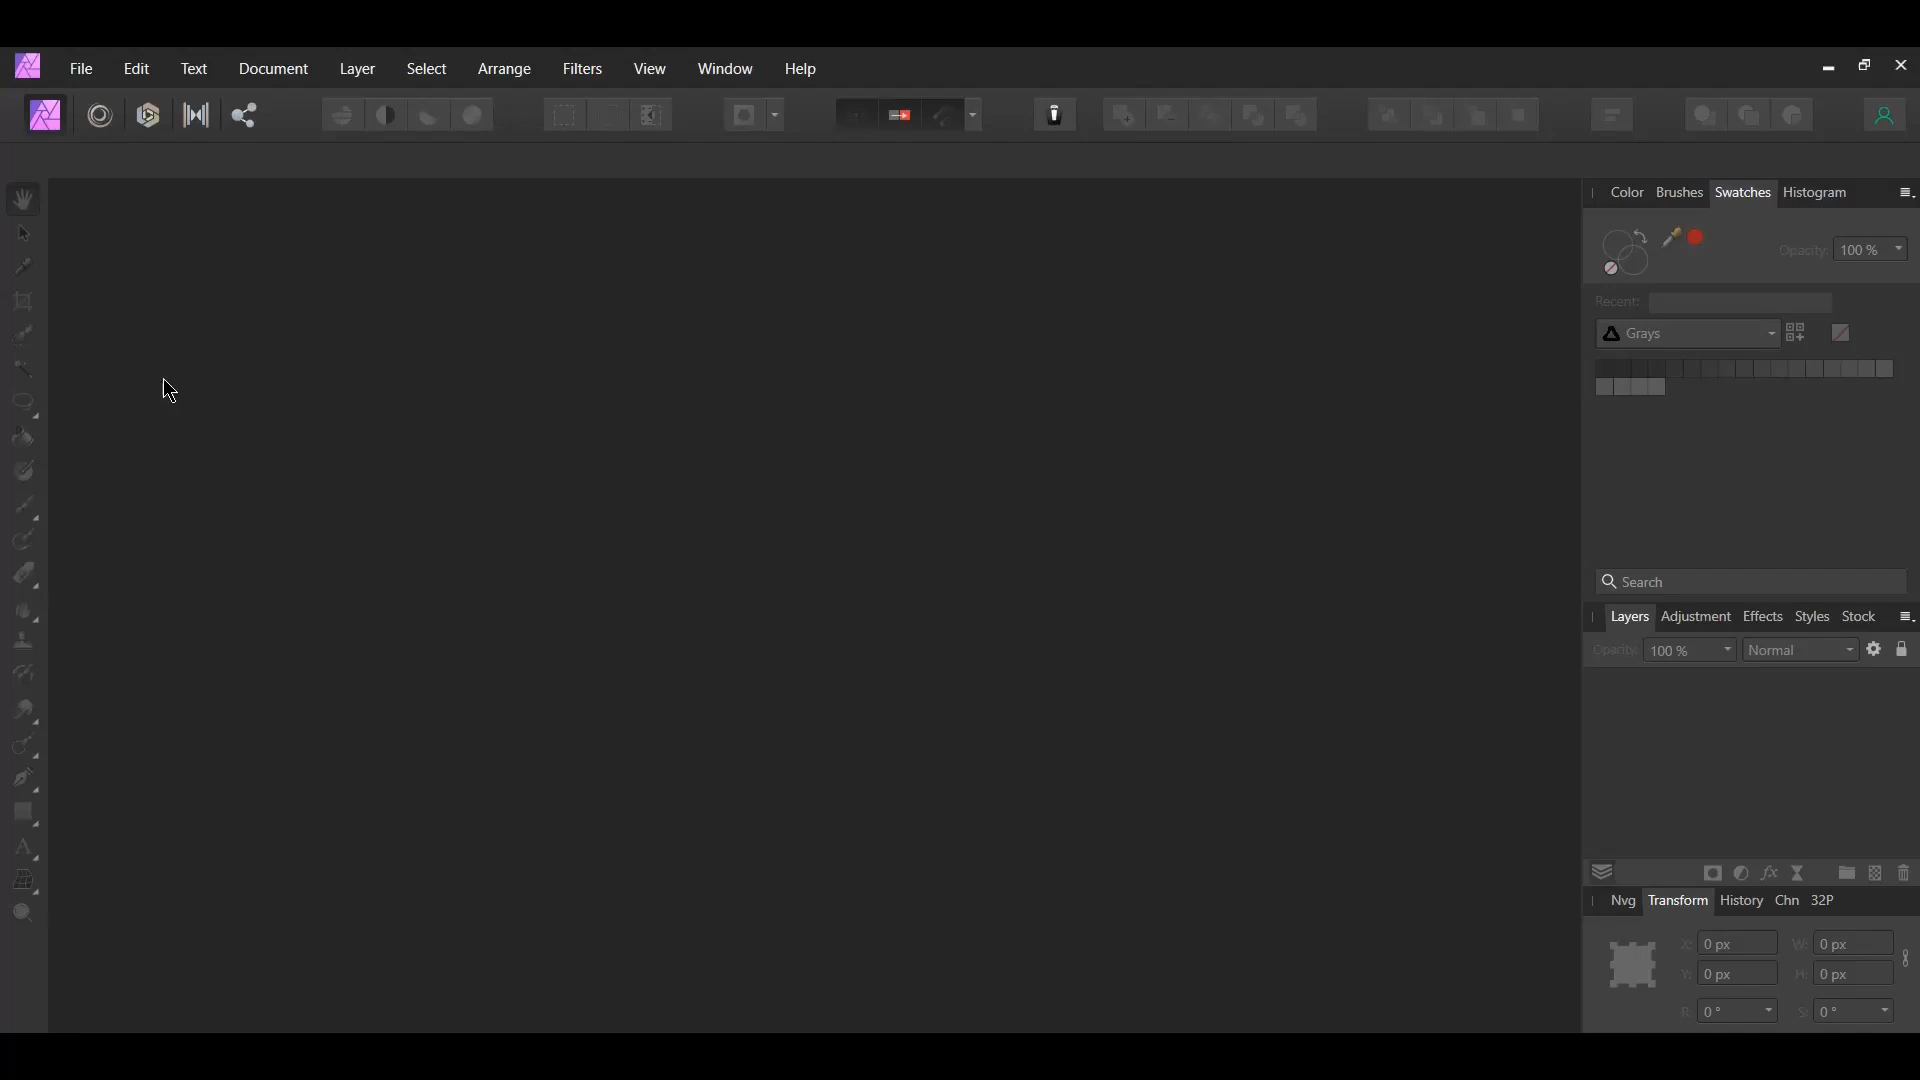 File Edit Text Document Layer Select Arrange Filters View Window Help
Color Brushes Swatches Histogram
Opacity: 100 %
Recent:
Grays
Search
Layers Adjustment Effects Styles Stock
Opacity: 100 % Normal
fx
Nvg Transform History Chn 32P
X: 0 px W: 0 px
Y: 0 px H: 0 px
R: 0 ° S: 0 °